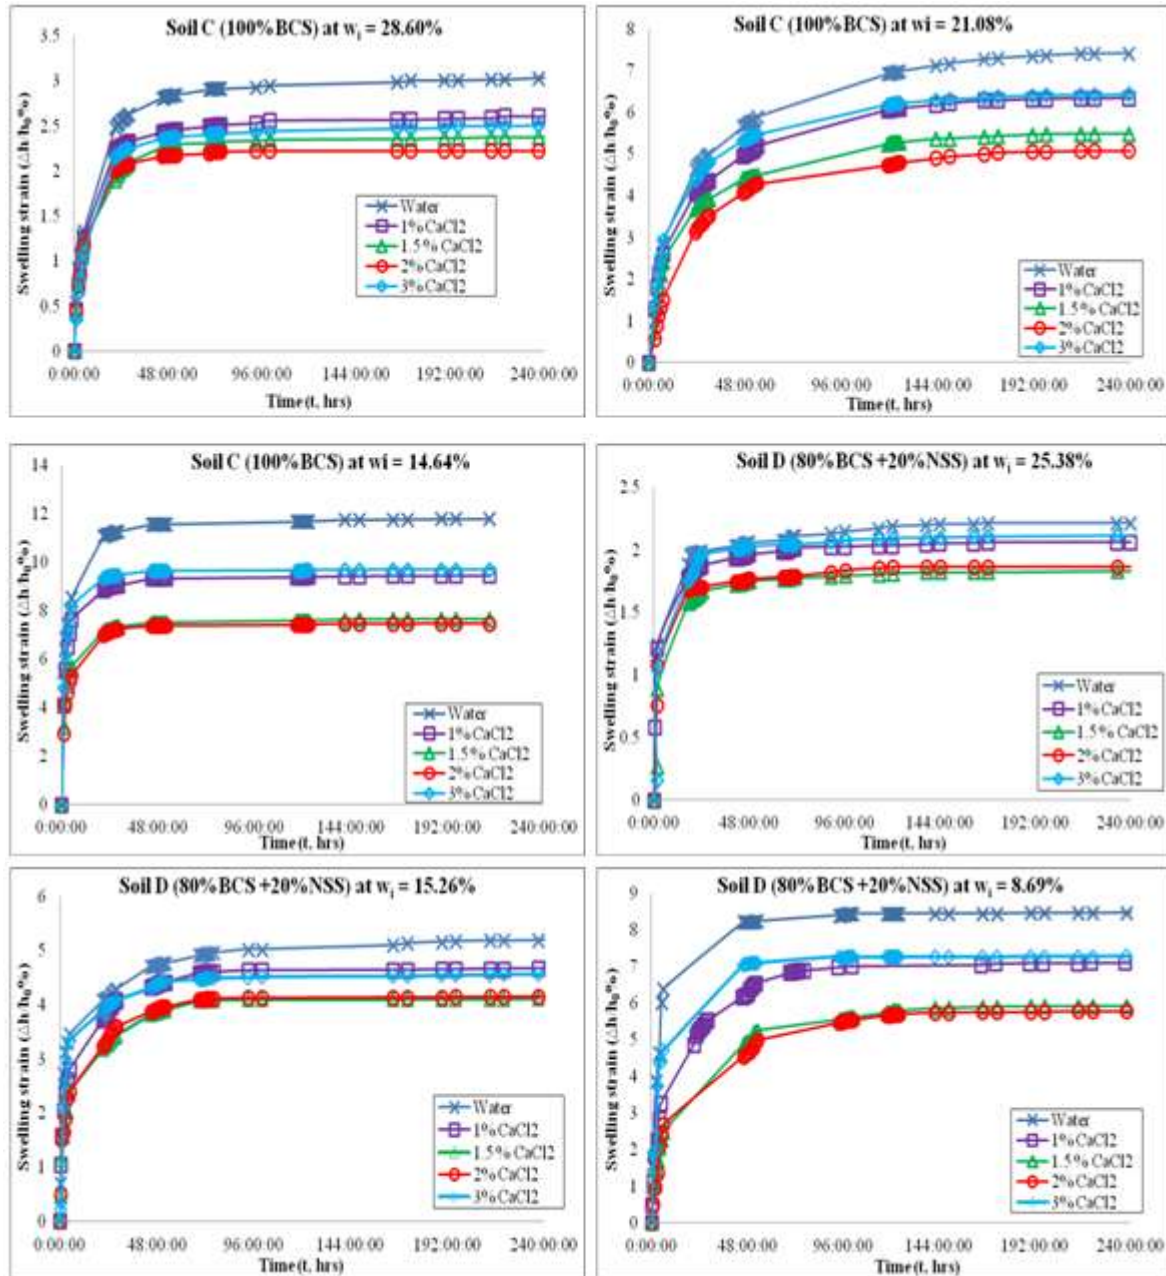 Soil C (100%BCS) at wᵢ = 28.60%
Swelling strain (△h/h₀%)
3.5
3
2.5
2
1.5
1
0.5
0
Water
1% CaCl2
1.5% CaCl2
2% CaCl2
3% CaCl2
0:00:00 48:00:00 96:00:00 144:00:00 192:00:00 240:00:00
Time(t, hrs)
Soil C (100%BCS) at wi = 21.08%
Swelling strain (△h/h₀%)
8
7
6
5
4
3
2
1
0
Water
1%CaCl2
1.5%CaCl2
2%CaCl2
3%CaCl2
0:00:00 48:00:00 96:00:00 144:00:00 192:00:00 240:00:00
Time(t, hrs)
Soil C (100%BCS) at wi = 14.64%
Swelling strain (△h/h₀%)
14
12
10
8
6
4
2
0
Water
1%CaCl2
1.5%CaCl2
2%CaCl2
3%CaCl2
0:00:00 48:00:00 96:00:00 144:00:00 192:00:00 240:00:00
Time(t, hrs)
Soil D (80%BCS+20%NSS) at wᵢ = 25.38%
Swelling strain (△h/h₀%)
2.5
2
1.5
1
0.5
0
Water
1%CaCl2
1.5%CaCl2
2%CaCl2
3%CaCl2
0:00:00 48:00:00 96:00:00 144:00:00 192:00:00 240:00:00
Time(t, hrs)
Soil D (80%BCS+20%NSS) at wᵢ = 15.26%
Swelling strain (△h/h₀%)
6
5
4
3
2
1
0
Water
1%CaCl2
1.5%CaCl2
2%CaCl2
3%CaCl2
0:00:00 48:00:00 96:00:00 144:00:00 192:00:00 240:00:00
Time(t, hrs)
Soil D (80%BCS+20%NSS) at wᵢ = 8.69%
Swelling strain (△h/h₀%)
9
8
7
6
5
4
3
2
1
0
Water
1%CaCl2
1.5%CaCl2
2%CaCl2
3%CaCl2
0:00:00 48:00:00 96:00:00 144:00:00 192:00:00 240:00:00
Time(t, hrs)